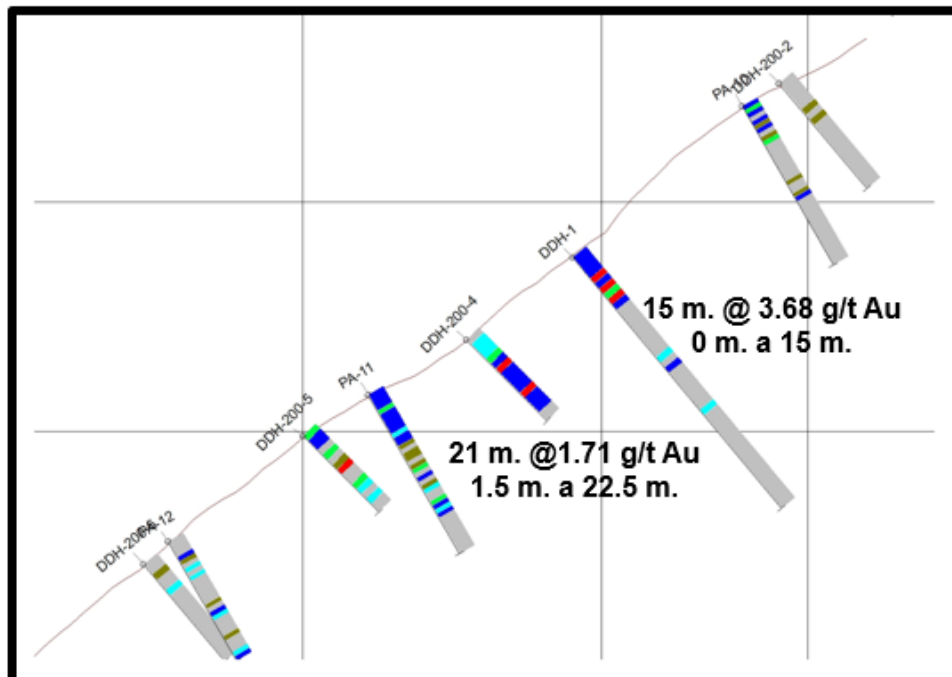 DDH-200-2
PA-10
DDH-1
15 m. @ 3.68 g/t Au
0 m. a 15 m.
DDH-200-4
PA-11
21 m. @1.71 g/t Au
1.5 m. a 22.5 m.
DDH-200-5
PA-12